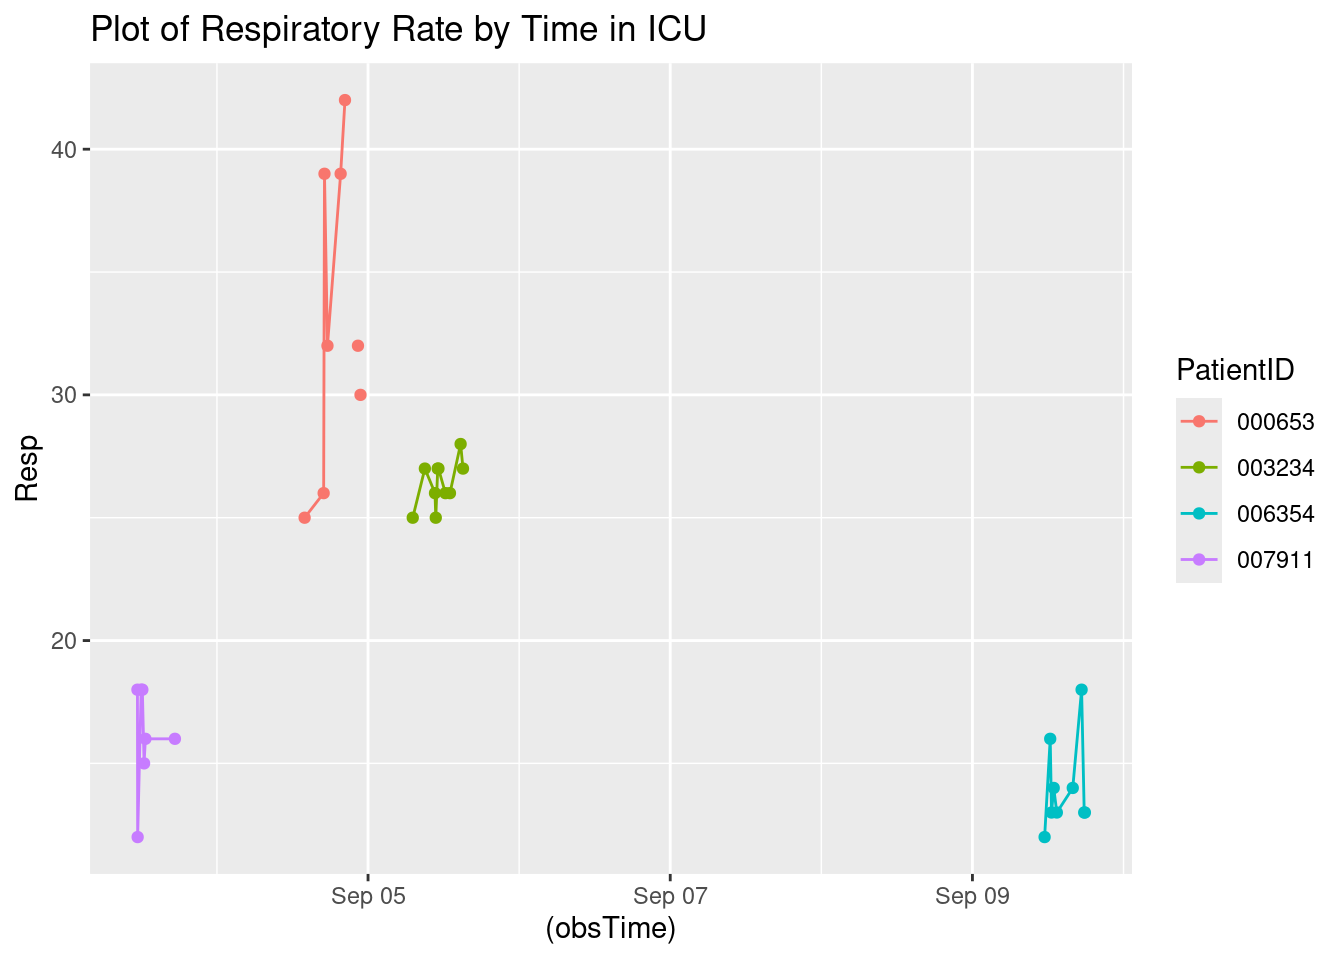 Plot of Respiratory Rate by Time in ICU
40
30
20
Resp
Sep 05
Sep 07
Sep 09
(obsTime)
PatientID
000653
003234
006354
007911